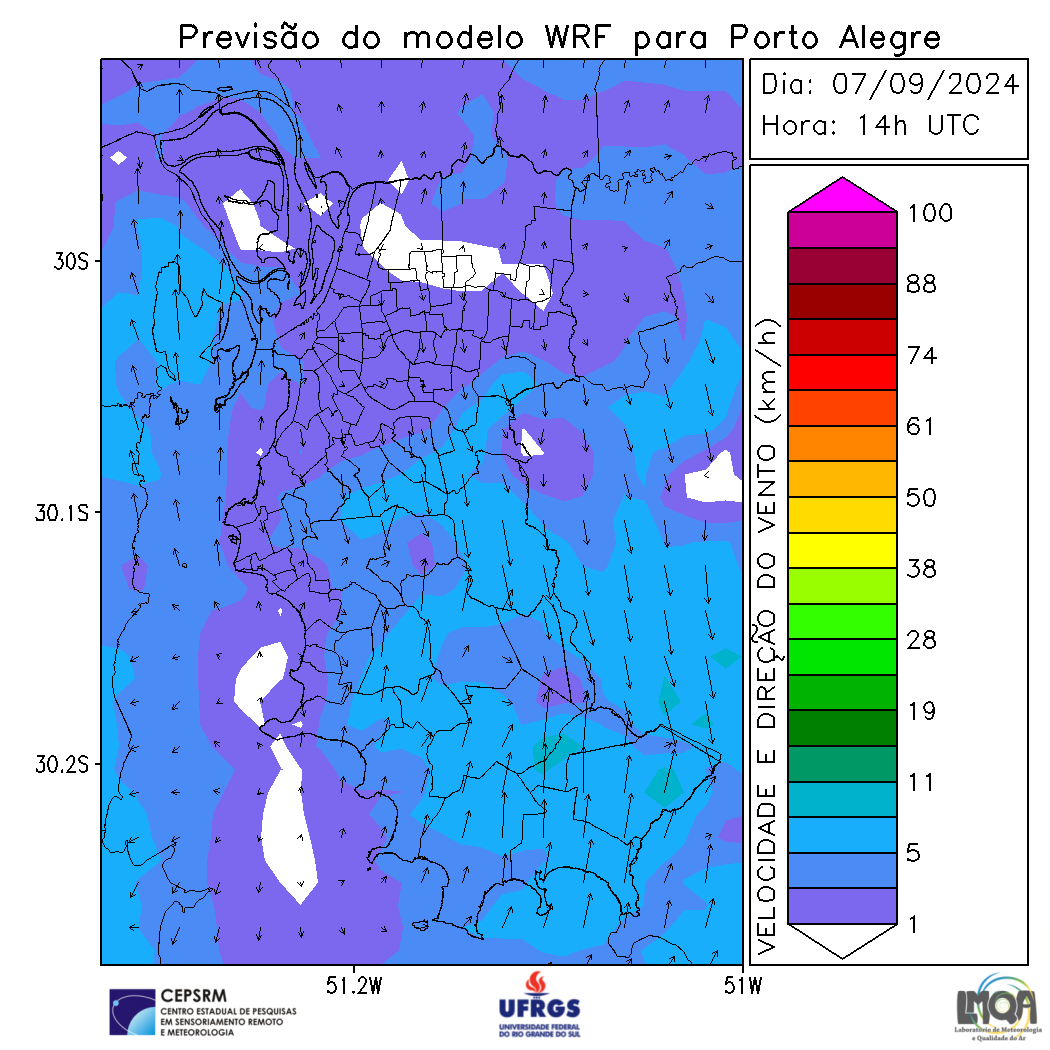 Previsão do modelo WRF para Porto Alegre
Dia: 07/09/2024
Hora: 14h UTC
30S
30.1S
30.2S
51.2W
51W
VELOCIDADE E DIREÇÃO DO VENTO (km/h)
100
88
74
61
50
38
28
19
11
5
1
CEPSRM
CENTRO ESTADUAL DE PESQUISAS
EM SENSORIAMENTO REMOTO
E METEOROLOGIA
UFRGS
UNIVERSIDADE FEDERAL
DO RIO GRANDE DO SUL
LMQA
Laboratório de Meteorologia
e Qualidade do Ar